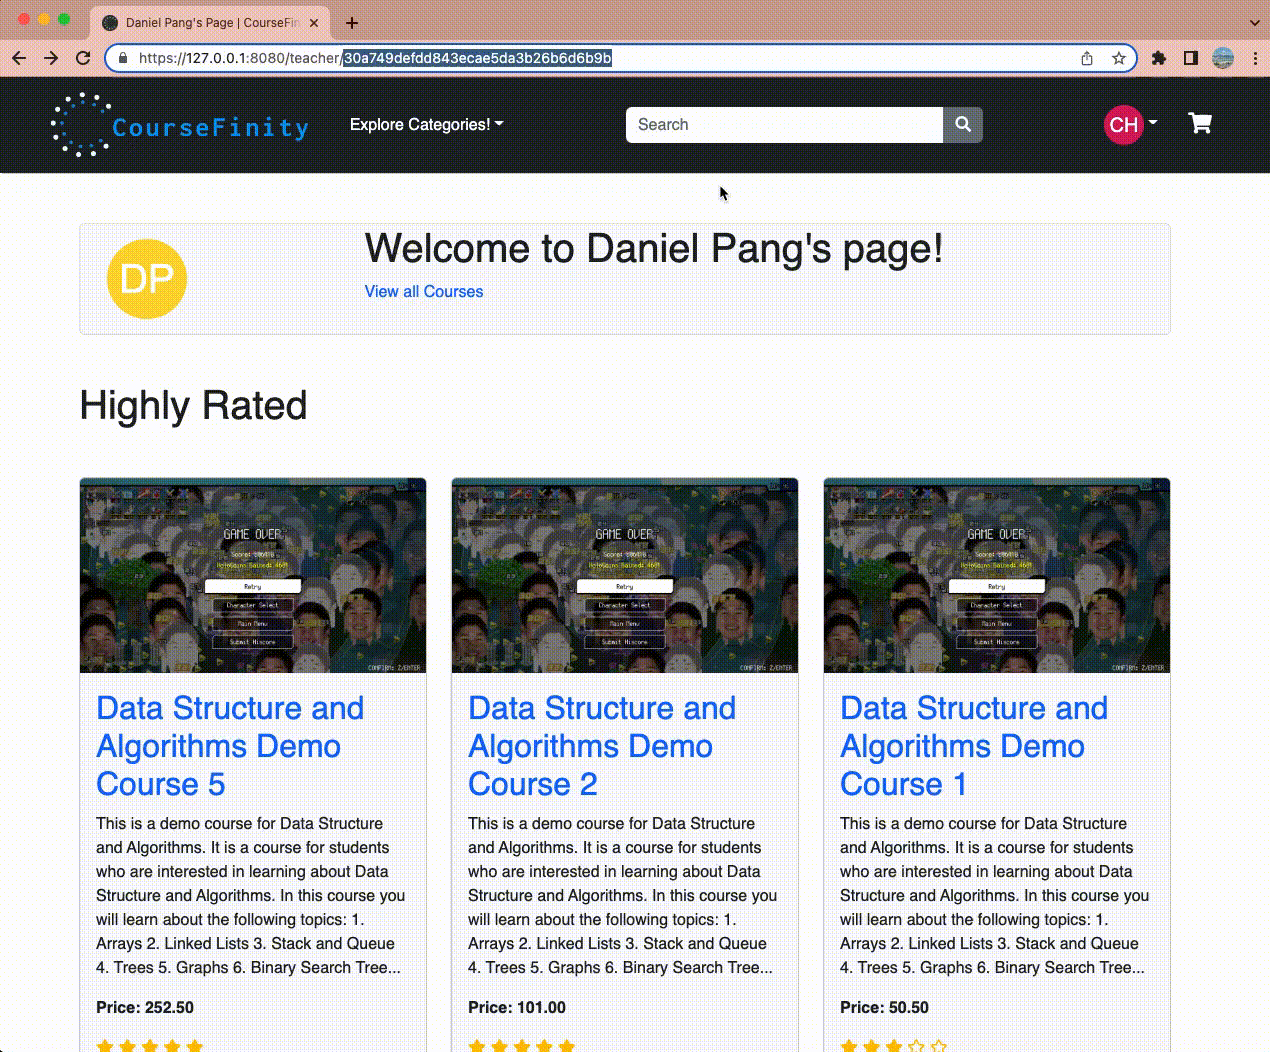 Daniel Pang's Page | CourseFin
https://127.0.0.1:8080/teacher/30a749defdd843ecae5da3b26b6d6b9b
CourseFinity
Explore Categories!
Search
CH
DP
Welcome to Daniel Pang's page!
View all Courses
Highly Rated
GAME OVER
Retry
Character Select
Main Menu
Submit Hiscore
COMFIRM: Z/ENTER
GAME OVER
Retry
Character Select
Main Menu
Submit Hiscore
COMFIRM: Z/ENTER
GAME OVER
Retry
Character Select
Main Menu
Submit Hiscore
COMFIRM: Z/ENTER
Data Structure and
Algorithms Demo
Course 5
This is a demo course for Data Structure
and Algorithms. It is a course for students
who are interested in learning about Data
Structure and Algorithms. In this course you
will learn about the following topics: 1.
Arrays 2. Linked Lists 3. Stack and Queue
4. Trees 5. Graphs 6. Binary Search Tree...
Price: 252.50
Data Structure and
Algorithms Demo
Course 2
This is a demo course for Data Structure
and Algorithms. It is a course for students
who are interested in learning about Data
Structure and Algorithms. In this course you
will learn about the following topics: 1.
Arrays 2. Linked Lists 3. Stack and Queue
4. Trees 5. Graphs 6. Binary Search Tree...
Price: 101.00
Data Structure and
Algorithms Demo
Course 1
This is a demo course for Data Structure
and Algorithms. It is a course for students
who are interested in learning about Data
Structure and Algorithms. In this course you
will learn about the following topics: 1.
Arrays 2. Linked Lists 3. Stack and Queue
4. Trees 5. Graphs 6. Binary Search Tree...
Price: 50.50